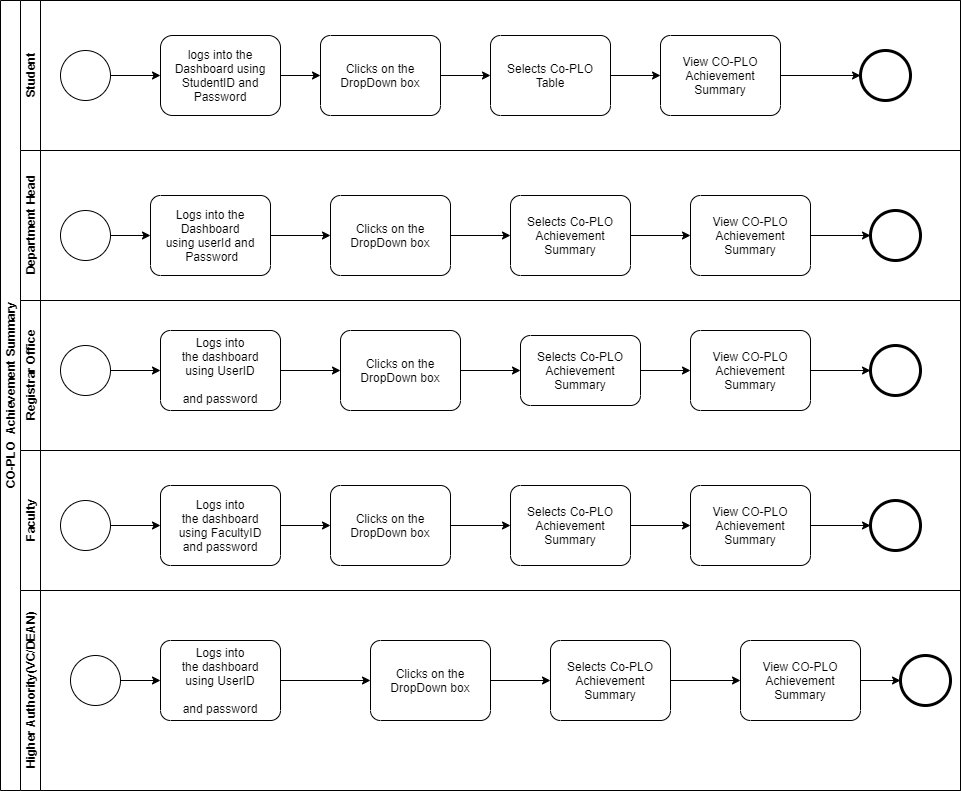 CO-PLO Achievement Summary
Student
logs into the
Dashboard using
StudentID and
Password
Clicks on the
DropDown box
Selects Co-PLO
Table
View CO-PLO
Achievement
Summary
Department Head
Logs into the
Dashboard
using userId and
Password
Clicks on the
DropDown box
Selects Co-PLO
Achievement
Summary
View CO-PLO
Achievement
Summary
Registrar Office
Logs into
the dashboard
using UserID
and password
Clicks on the
DropDown box
Selects Co-PLO
Achievement
Summary
View CO-PLO
Achievement
Summary
Faculty
Logs into
the dashboard
using FacultyID
and password
Clicks on the
DropDown box
Selects Co-PLO
Achievement
Summary
View CO-PLO
Achievement
Summary
Higher Authority(VC/DEAN)
Logs into
the dashboard
using UserID
and password
Clicks on the
DropDown box
Selects Co-PLO
Achievement
Summary
View CO-PLO
Achievement
Summary